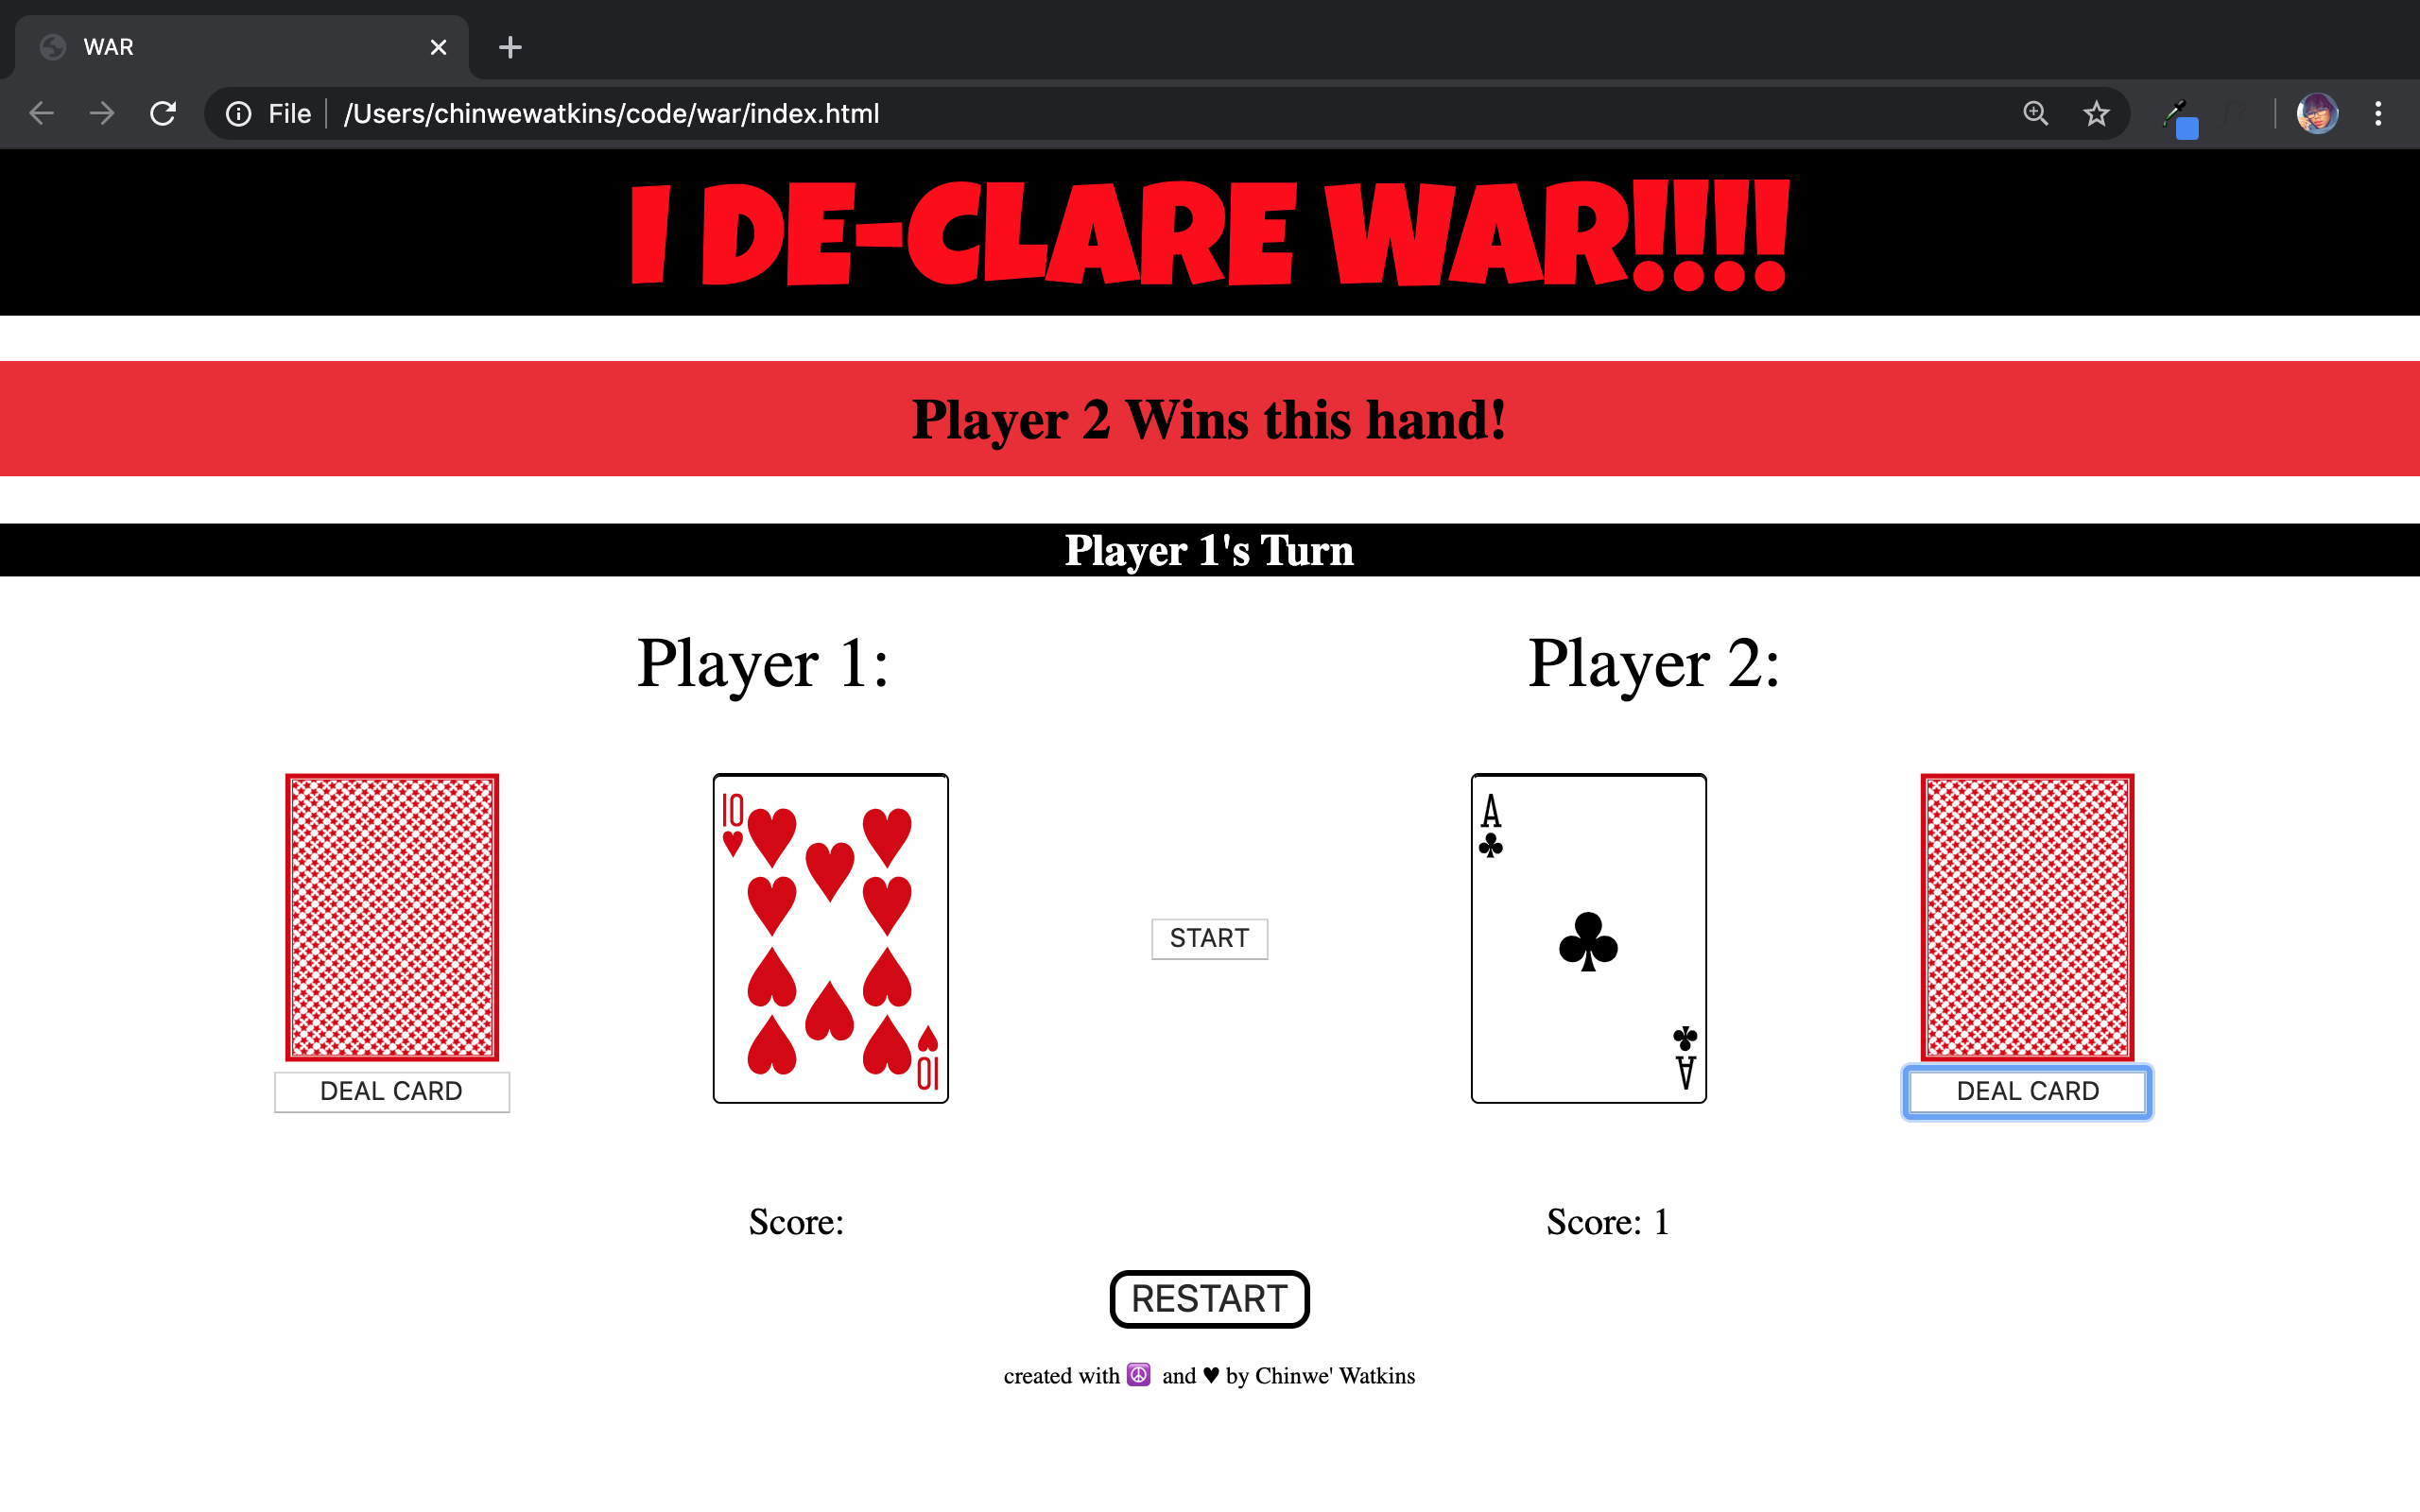 WAR
File /Users/chinwewatkins/code/war/index.html
I DE-CLARE WAR!!!!
Player 2 Wins this hand!
Player 1's Turn
Player 1: Player 2:
10 A
START
10 A
DEAL CARD DEAL CARD
Score: Score: 1
RESTART
created with ☮️ and ♥ by Chinwe' Watkins